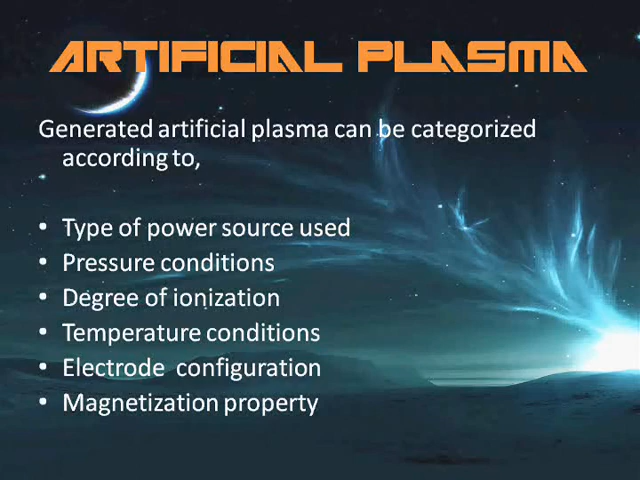 ARTIFICIAL PLASMA
Generated artificial plasma can be categorized
according to,
• Type of power source used
• Pressure conditions
• Degree of ionization
• Temperature conditions
• Electrode configuration
• Magnetization property